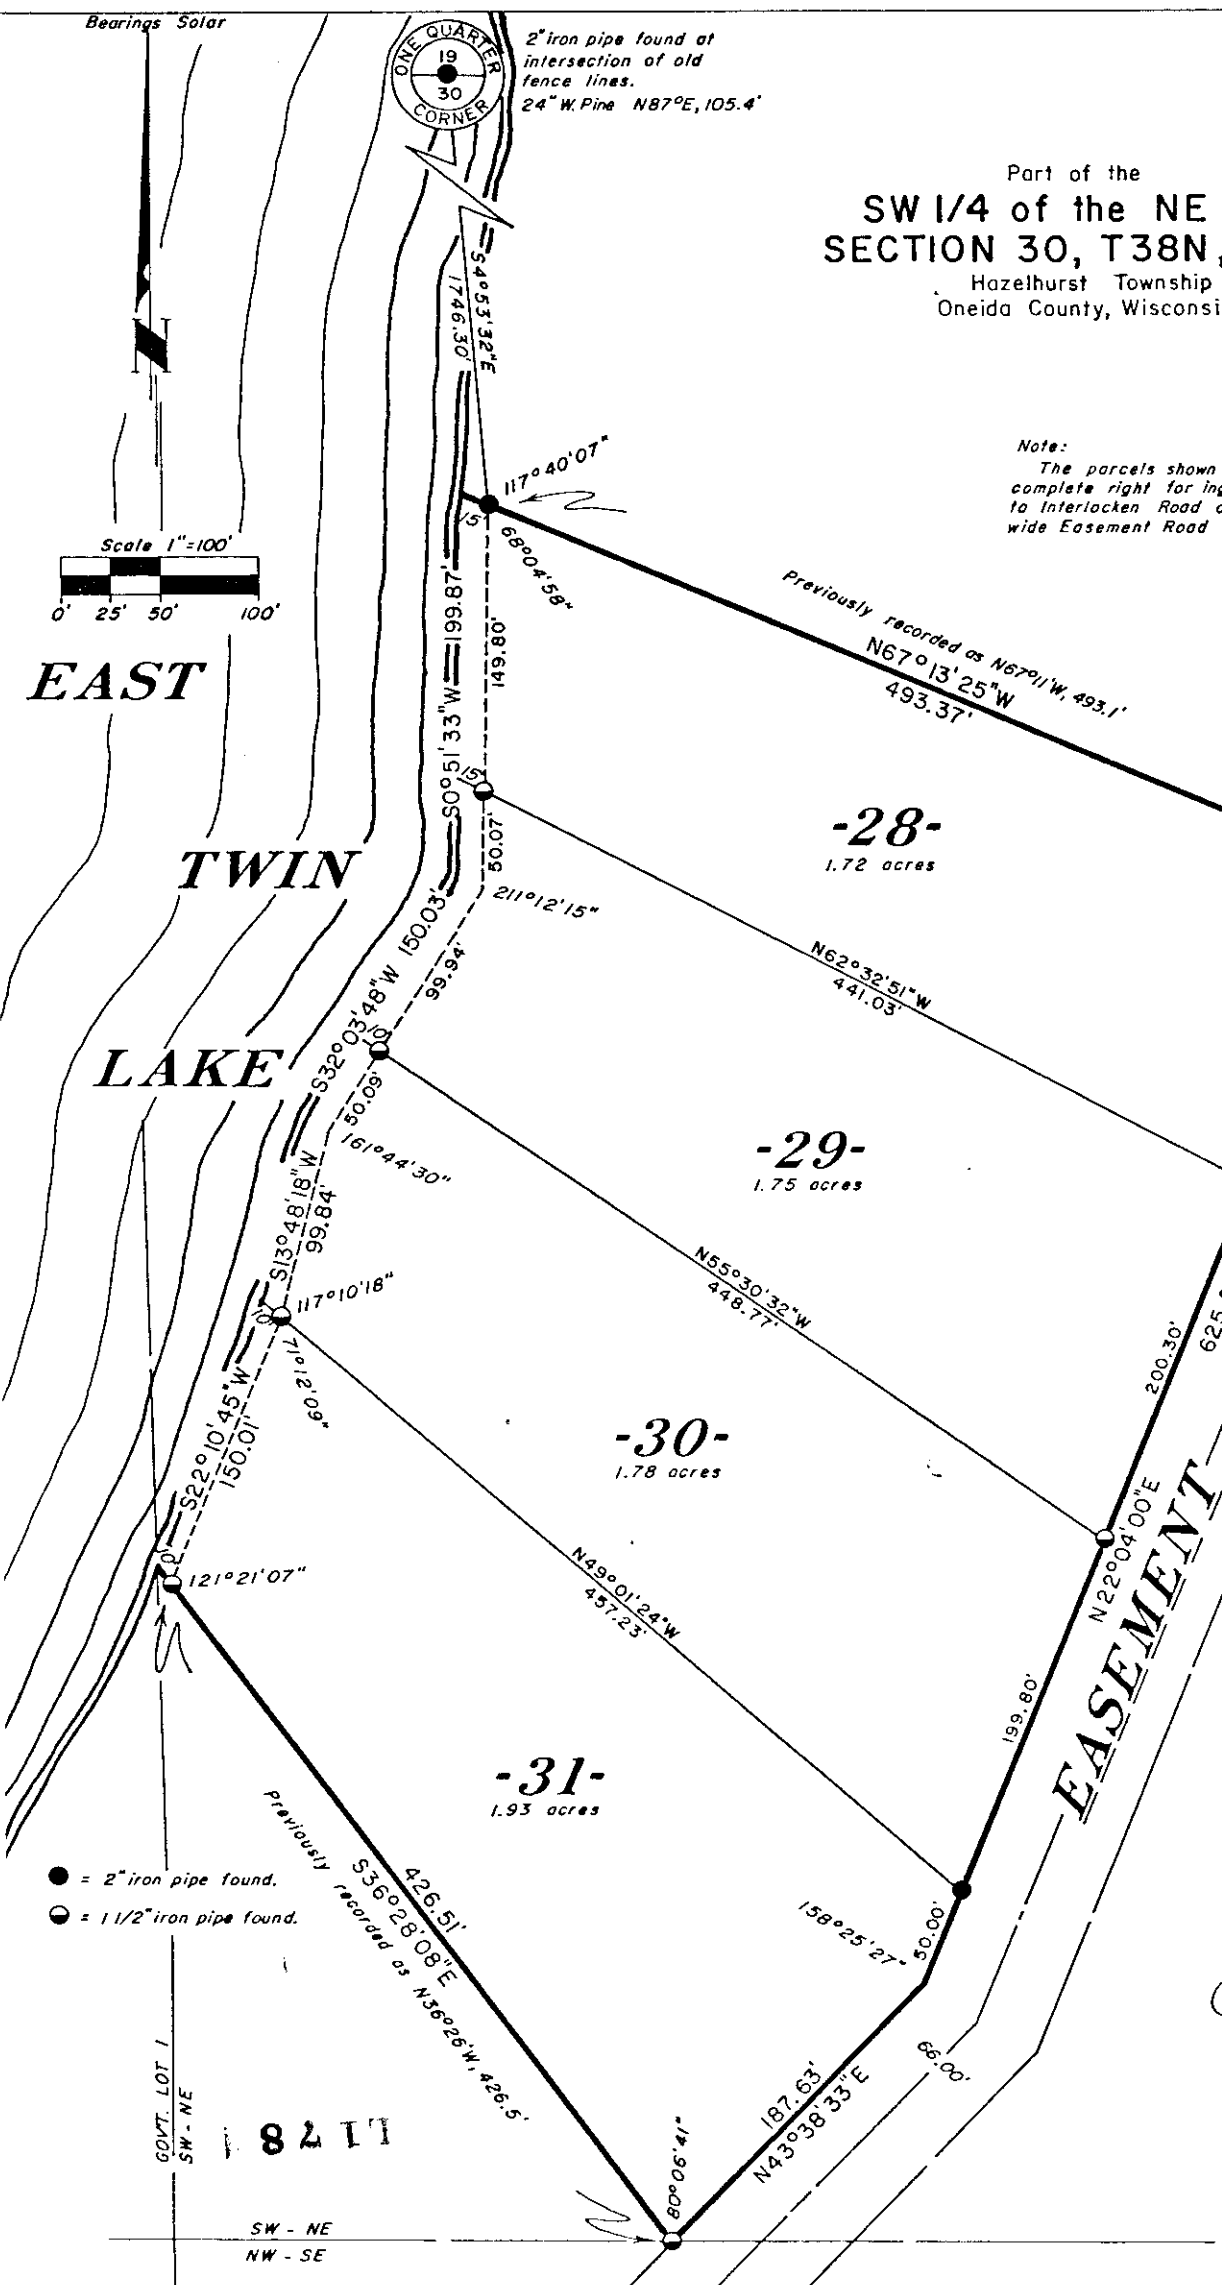 Bearings Solar
ONE QUARTER
19
30
CORNER
2" iron pipe found at
intersection of old
fence lines.
24" W. Pine N87°E, 105.4'
Part of the
SW 1/4 of the NE
SECTION 30, T38N,
Hazelhurst Township
Oneida County, Wisconsi
N
S4°53'32"E
1746.30'
Note:
The parcels shown
complete right for ing
to Interlocken Road
wide Easement Road
117°40'07"
15'
68°04'58"
Scale 1"=100'
0' 25' 50' 100'
Previously recorded as N67°11'W, 493.1'
N67°13'25"W
493.37'
EAST
S0°51'33"W 199.87'
149.80'
15'
50.07'
-28-
1.72 acres
TWIN
211°12'15"
N62°32'51"W
441.03'
S32°03'48"W 150.03'
99.94'
10'
LAKE
50.09'
161°44'30"
-29-
1.75 acres
S13°48'18"W
99.84'
N55°30'32"W
448.77'
117°10'18"
10'
71°12'09"
200.30'
625.
S22°10'45"W
150.01'
-30-
1.78 acres
N22°04'00"E
EASEMENT
N49°01'24"W
457.23'
10'
121°21'07"
199.80'
-31-
1.93 acres
Previously recorded as N36°26'W, 426.5'
426.51'
S36°28'08"E
= 2" iron pipe found.
= 1 1/2" iron pipe found.
158°25'27"
50.00'
66.00'
GOVT. LOT 1
SW - NE
187.63'
N43°38'33"E
80°06'41"
SW - NE
NW - SE